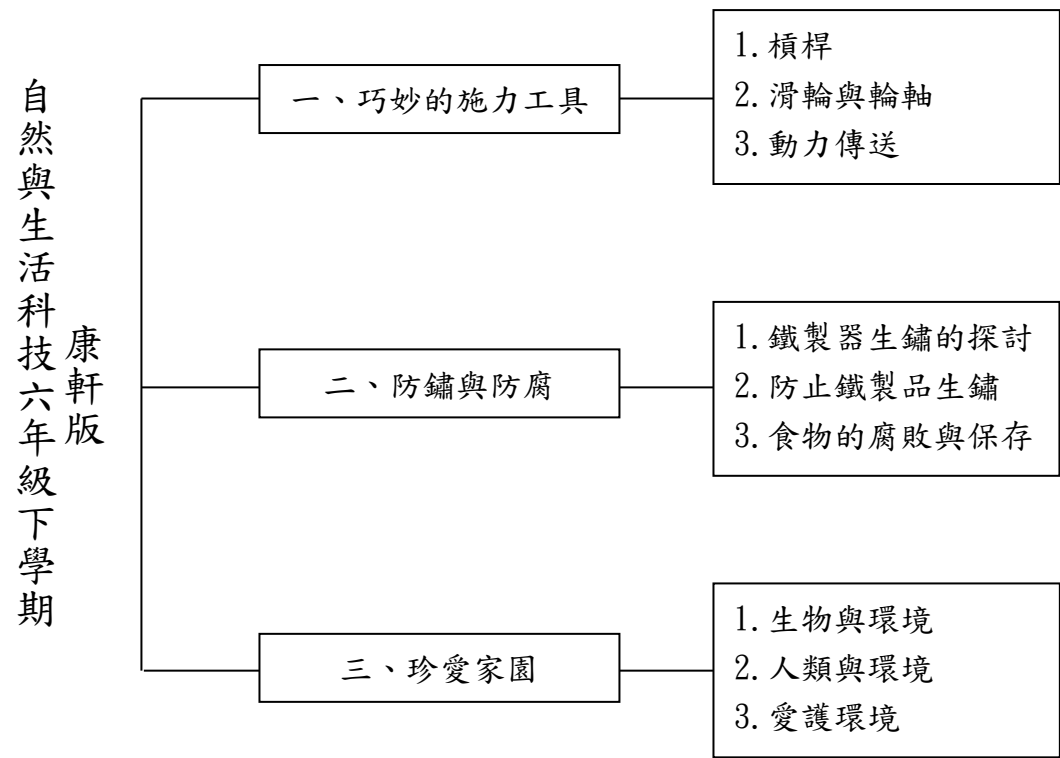 自然與生活科技六年級下學期
康軒版
一、巧妙的施力工具
1.槓桿
2.滑輪與輪軸
3.動力傳送
二、防鏽與防腐
1.鐵製器生鏽的探討
2.防止鐵製品生鏽
3.食物的腐敗與保存
三、珍愛家園
1.生物與環境
2.人類與環境
3.愛護環境